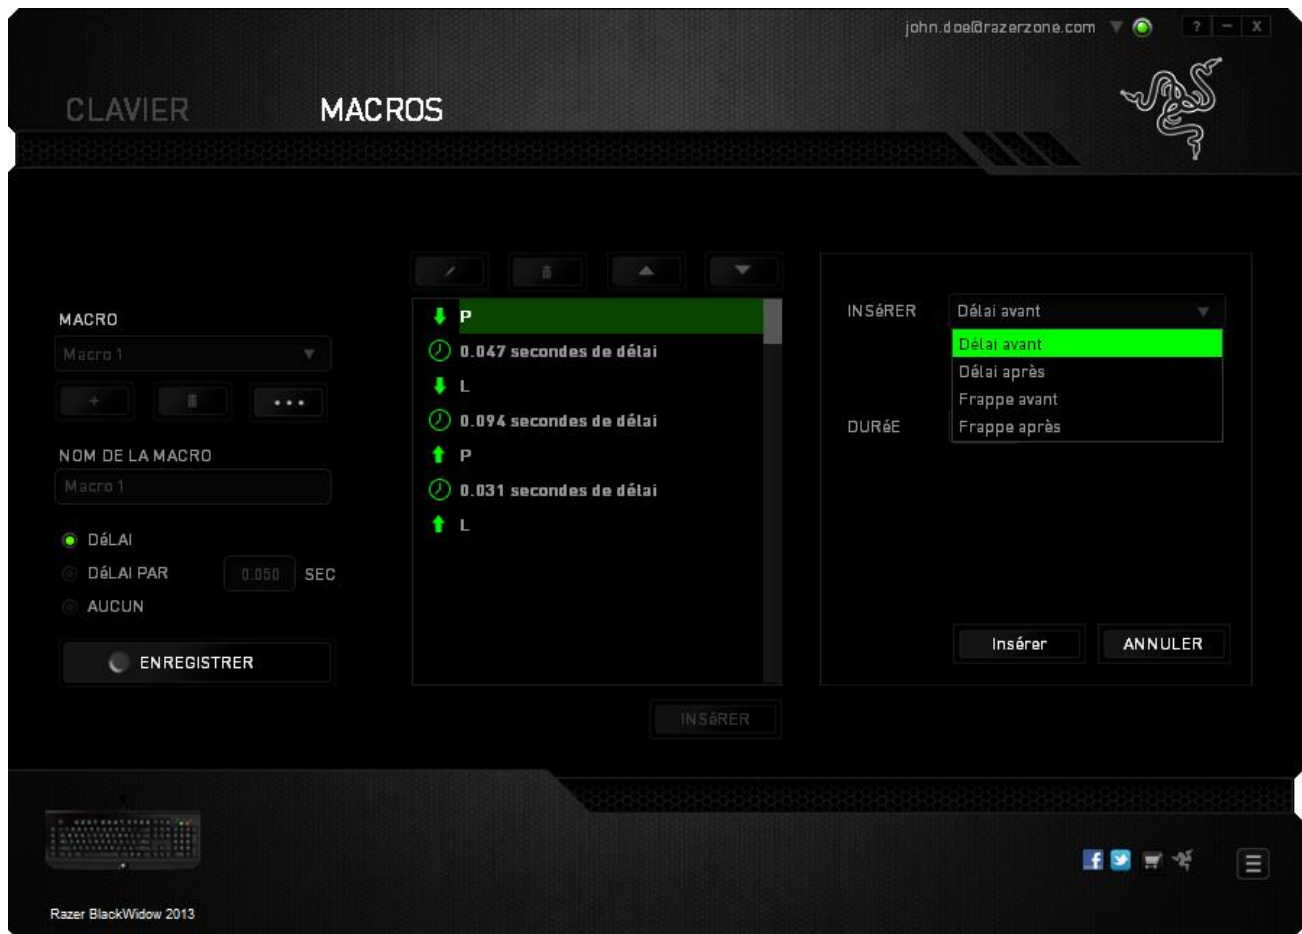 john.doe@razerzone.com
? – X
CLAVIER
MACROS
MACRO
Macro 1
NOM DE LA MACRO
Macro 1
DéLAI
DéLAI PAR 0.050 SEC
AUCUN
ENREGISTRER
P
0.047 secondes de délai
L
0.094 secondes de délai
P
0.031 secondes de délai
L
INSéRER
INSéRER Délai avant
Délai avant
Délai après
Frappe avant
Frappe après
DURéE
Insérer
ANNULER
Razer BlackWidow 2013